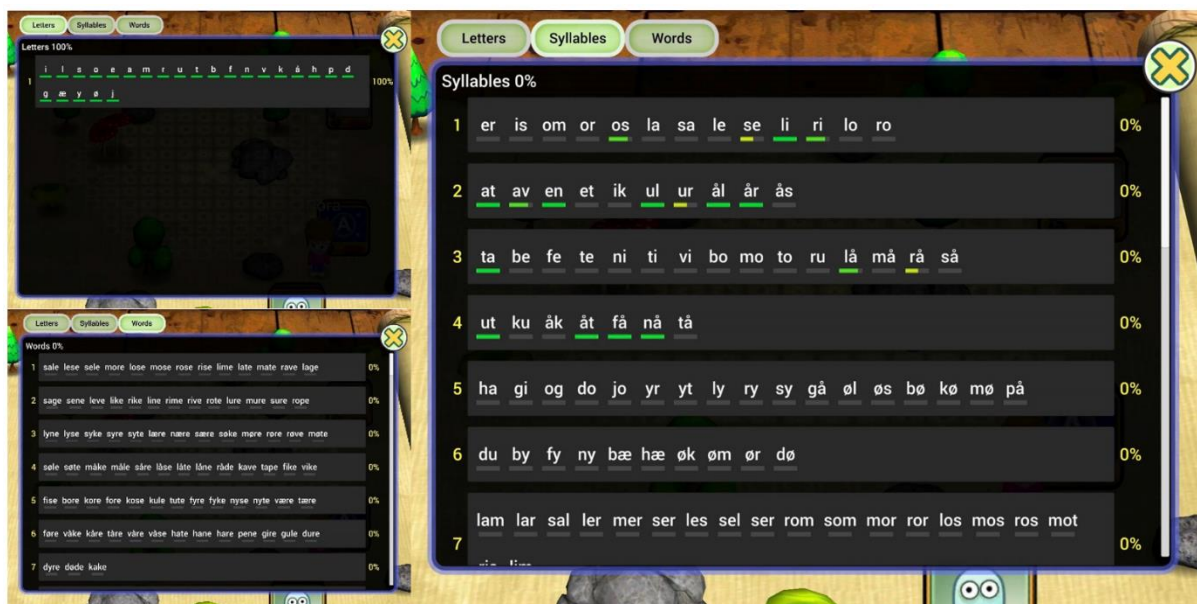 Letters Syllables Words
Letters 100%
1 i l s o e a m r u t b f n v k å h p d 100%
g æ y ø j
Letters Syllables Words
Words 0%
1 sale lese sele more lose mose rose rise lime late mate rave lage 0%
2 sage sene leve like rike line rime rive rote lure mure sure rope 0%
3 lyne lyse syke syre syte lære nære sære søke møre røre røve møte 0%
4 søle søte måke måle såre låse låte låne råde kave tape fike vike 0%
5 fise bore kore fore kose kule tute fyre fyke nyse nyte være tære 0%
6 føre våke kåre tåre våre våse hate hane hare pene gire gule dure 0%
7 dyre døde kake
Letters Syllables Words
Syllables 0%
1 er is om or os la sa le se li ri lo ro 0%
2 at av en et ik ul ur ål år ås 0%
3 ta be fe te ni ti vi bo mo to ru lå må rå så 0%
4 ut ku åk åt få nå tå 0%
5 ha gi og do jo yr yt ly ry sy gå øl øs bø kø mø på 0%
6 du by fy ny bæ hæ øk øm ør dø 0%
lam lar sal ler mer ser les sel ser rom som mor ror los mos ros mot
7 0%